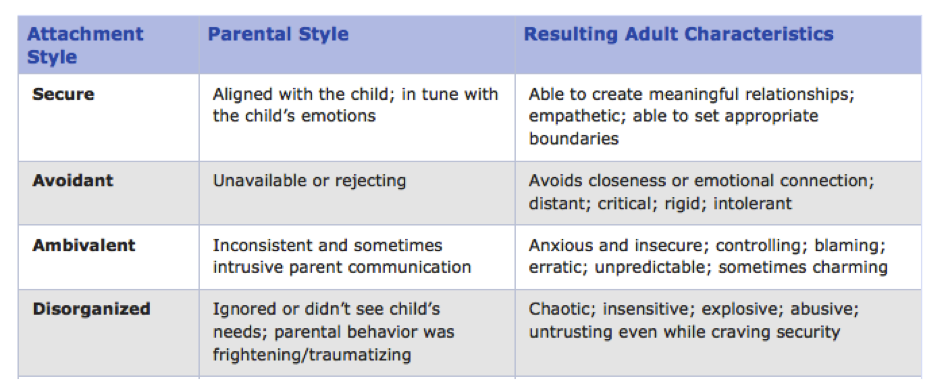 Attachment Style
Parental Style
Resulting Adult Characteristics
Secure
Aligned with the child; in tune with
the child's emotions
Able to create meaningful relationships;
empathetic; able to set appropriate
boundaries
Avoidant
Unavailable or rejecting
Avoids closeness or emotional connection;
distant; critical; rigid; intolerant
Ambivalent
Inconsistent and sometimes
intrusive parent communication
Anxious and insecure; controlling; blaming;
erratic; unpredictable; sometimes charming
Disorganized
Ignored or didn't see child's
needs; parental behavior was
frightening/traumatizing
Chaotic; insensitive; explosive; abusive;
untrusting even while craving security